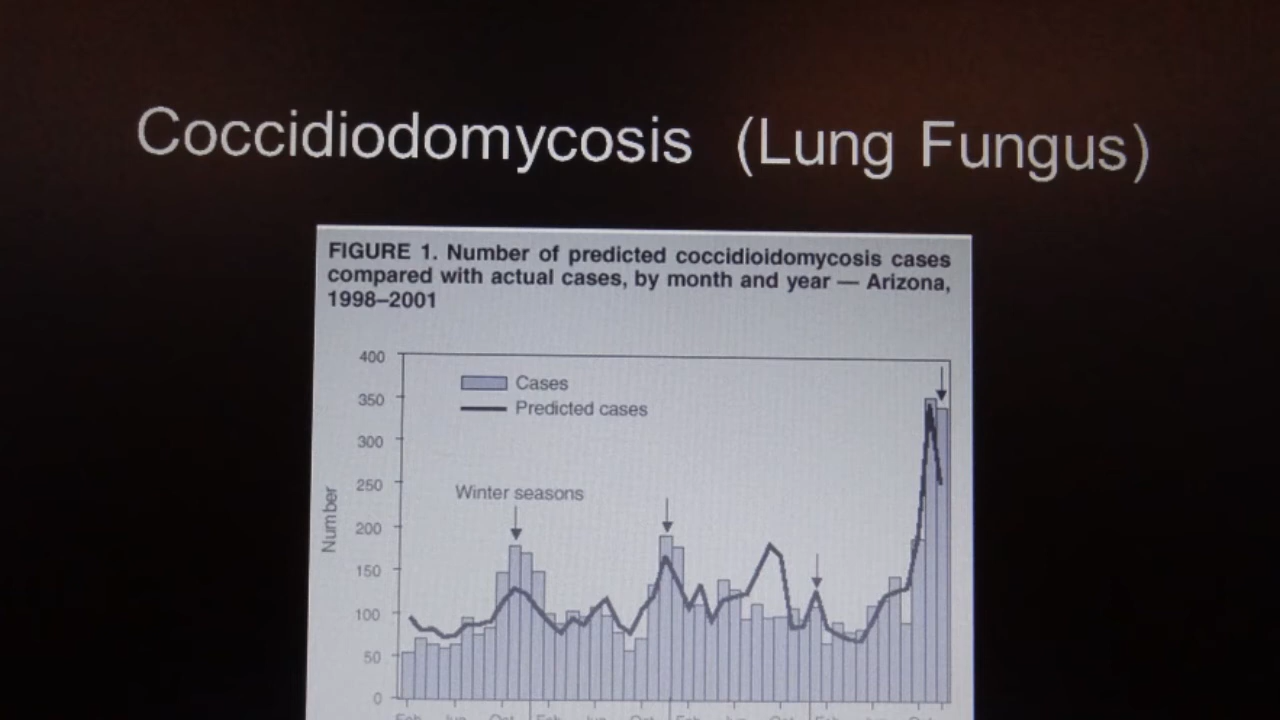 Coccidiodomycosis (Lung Fungus)
FIGURE 1. Number of predicted coccidioidomycosis cases
compared with actual cases, by month and year — Arizona,
1998–2001
400
350
300
250
200
150
100
50
0
Number
Cases
Predicted cases
Winter seasons